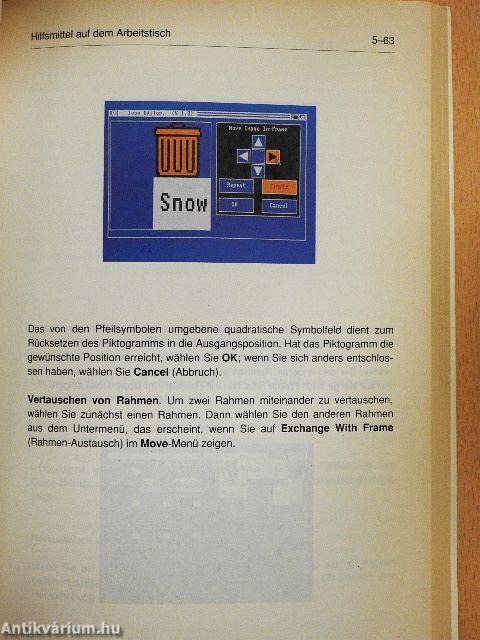 Hilfsmittel auf dem Arbeitstisch
5–63
Icon Editor. (V 1.3)
Move Image In-Frame
Repeat
Single
OK
Cancel
Snow
Das von den Pfeilsymbolen umgebene quadratische Symbolfeld dient zum
Rücksetzen des Piktogramms in die Ausgangsposition. Hat das Piktogramm die
gewünschte Position erreicht, wählen Sie OK; wenn Sie sich anders entschlos-
sen haben, wählen Sie Cancel (Abbruch).
Vertauschen von Rahmen. Um zwei Rahmen miteinander zu vertauschen,
wählen Sie zunächst einen Rahmen. Dann wählen Sie den anderen Rahmen
aus dem Untermenü, das erscheint, wenn Sie auf Exchange With Frame
(Rahmen-Austausch) im Move-Menü zeigen.
Antikvárium.hu